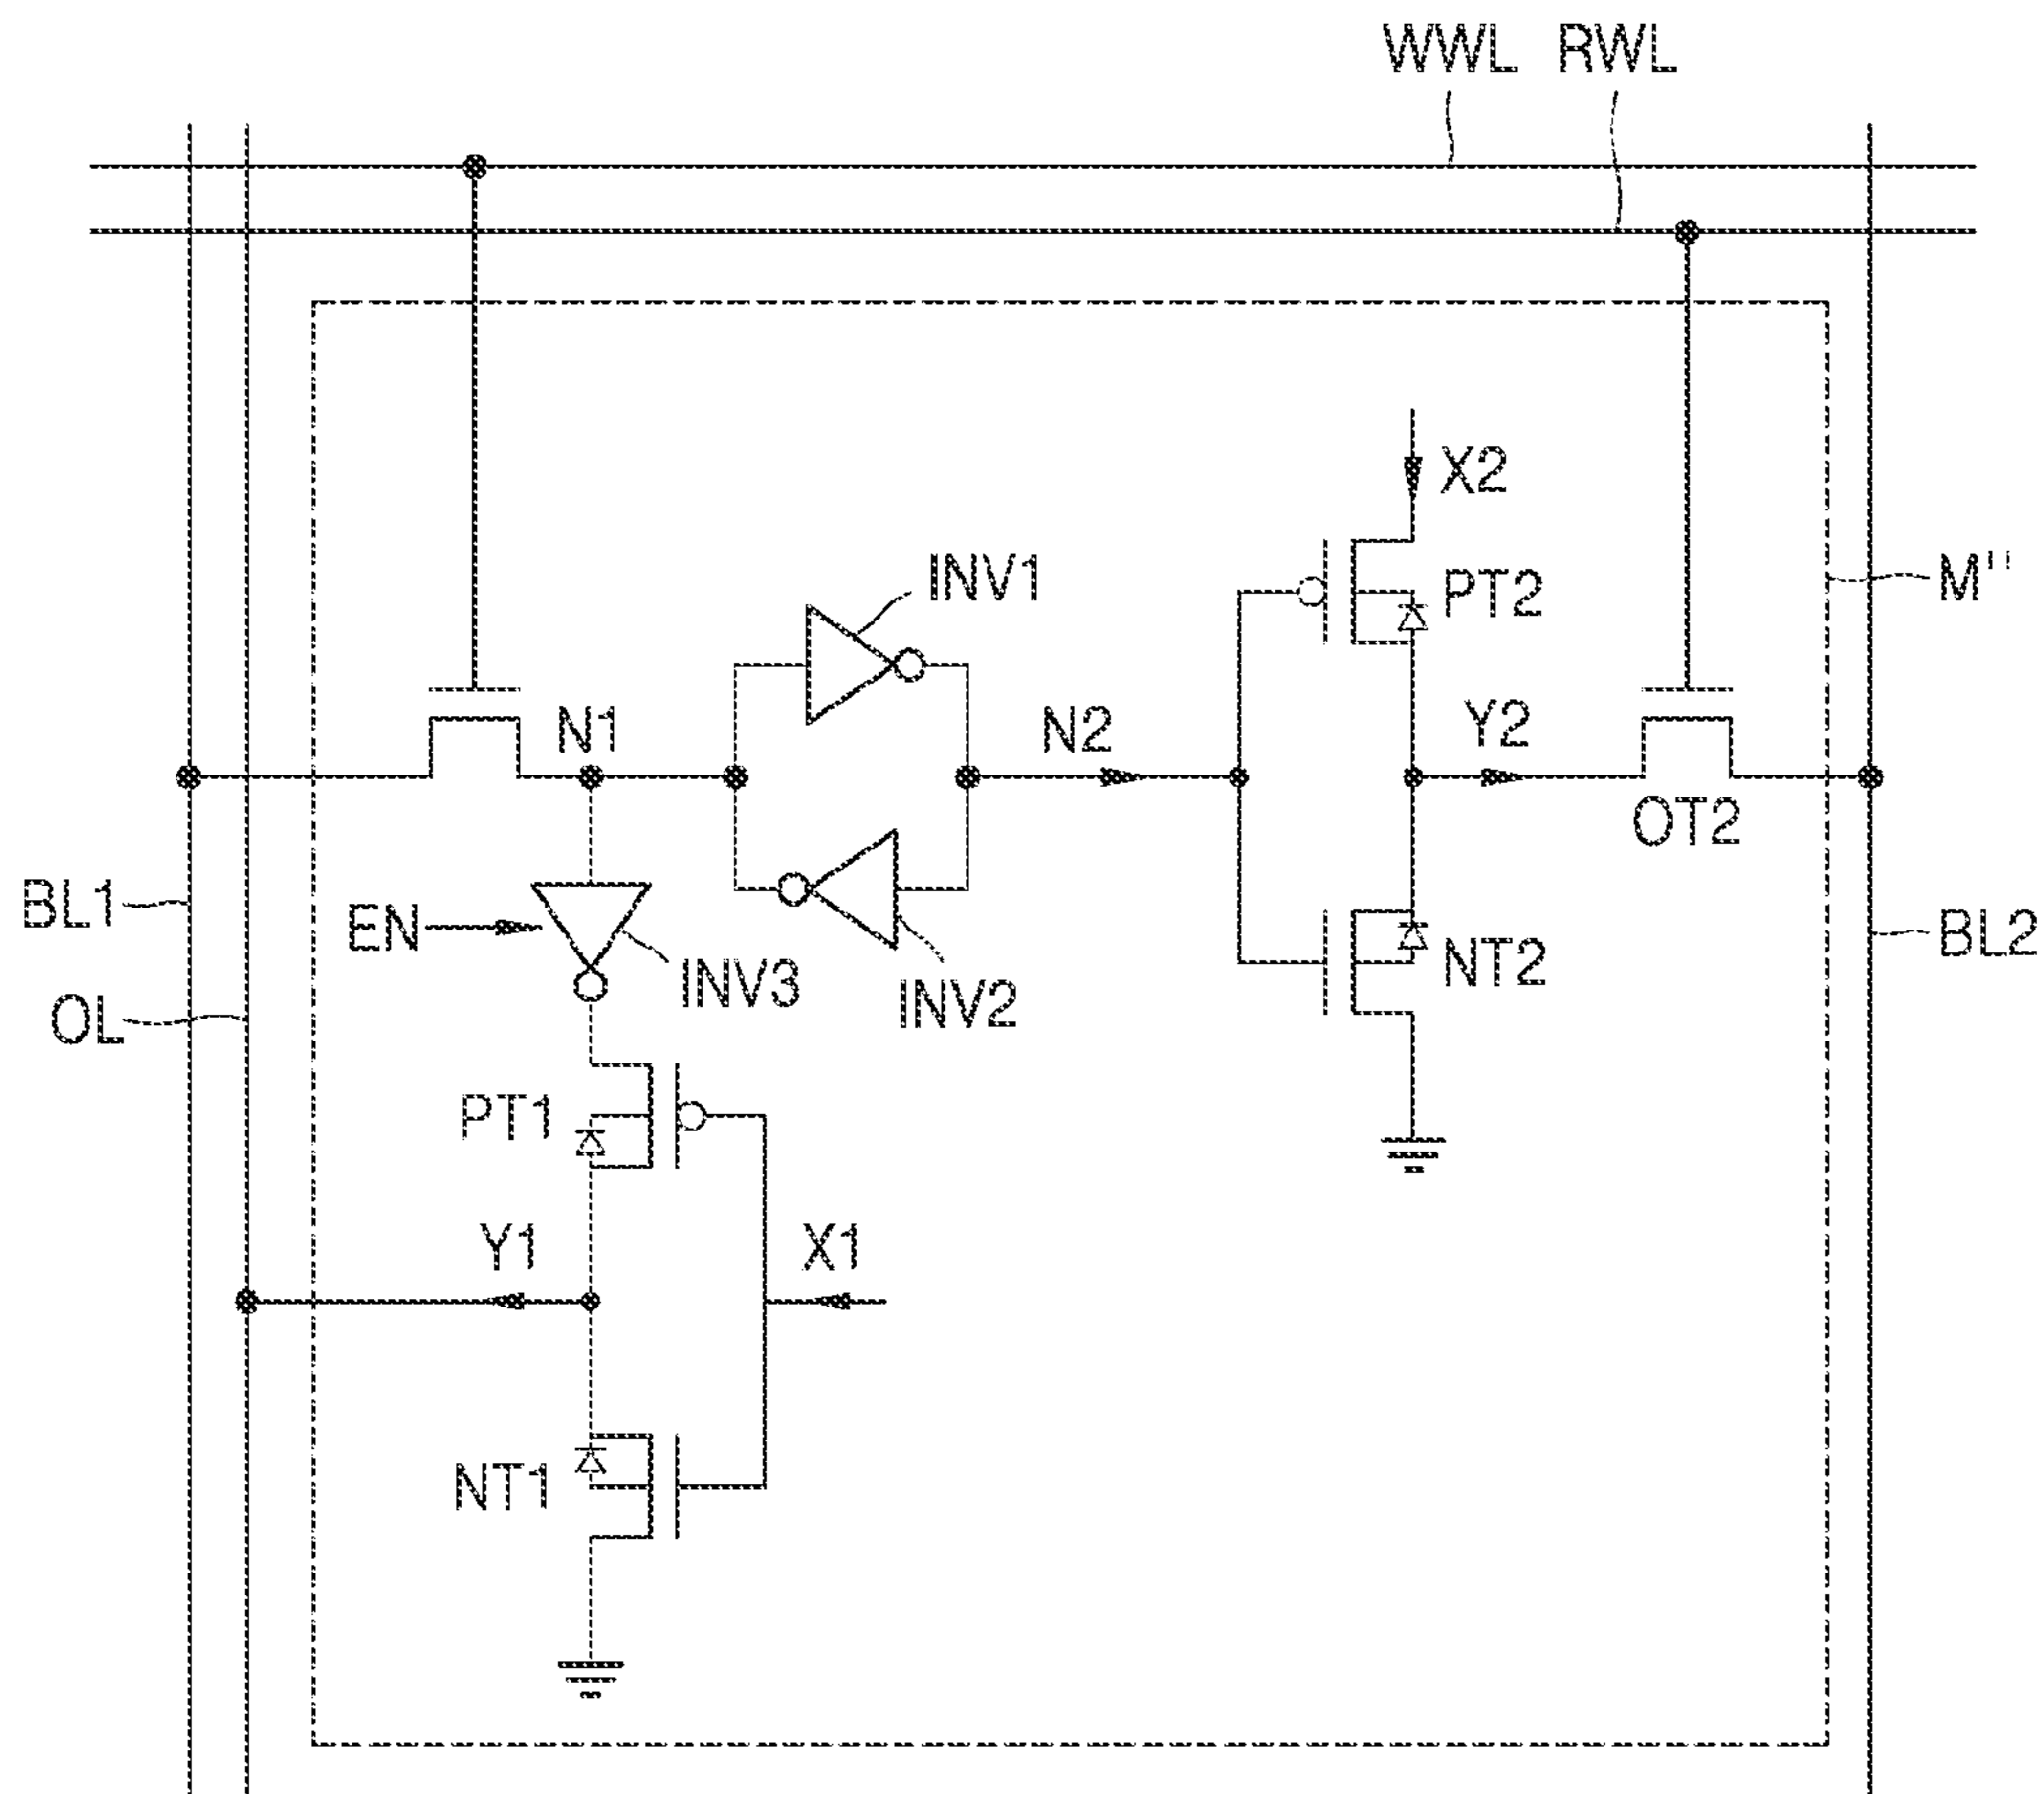 WWL RWL
X2
INV1
PT2
M"
N1
N2
Y2
OT2
BL1
EN
INV3
INV2
NT2
BL2
OL
PT1
Y1
X1
NT1